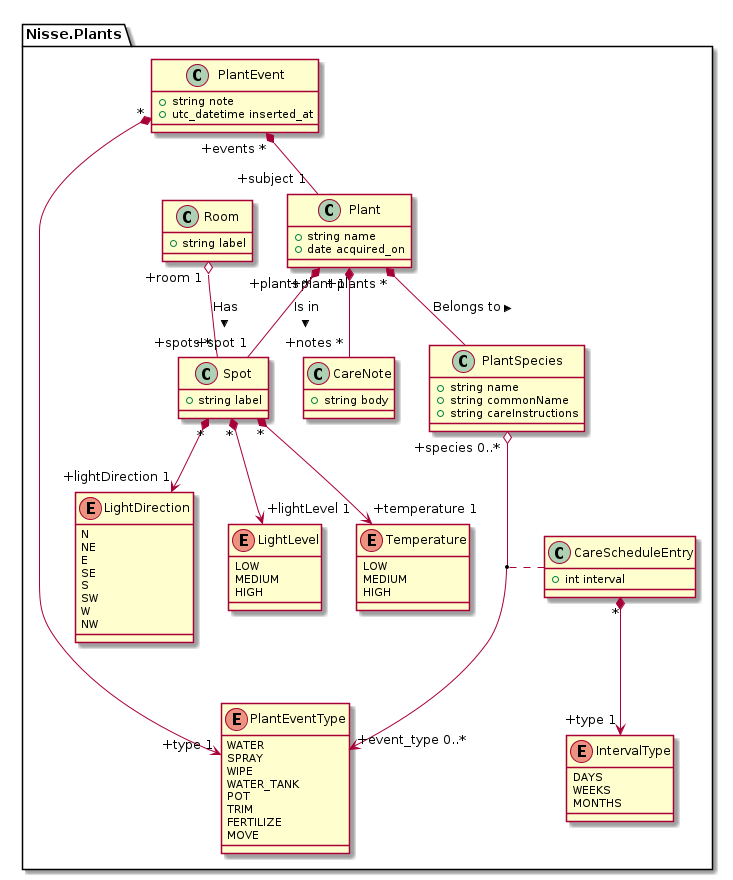 Nisse.Plants
C PlantEvent
string note
utc_datetime inserted_at
*
+events *
+subject 1
C Room
string label
C Plant
string name
date acquired_on
+room 1
+plants *
+plant 1
+plants *
Has
Is in
Belongs to
+spots *
+spot 1
+notes *
C Spot
string label
C CareNote
string body
C PlantSpecies
string name
string commonName
string careInstructions
*
*
*
+species 0..*
+lightDirection 1
+lightLevel 1
+temperature 1
E LightDirection
N
NE
E
SE
S
SW
W
NW
E LightLevel
LOW
MEDIUM
HIGH
E Temperature
LOW
MEDIUM
HIGH
C CareScheduleEntry
int interval
*
+type 1
+event_type 0..*
+type 1
E PlantEventType
WATER
SPRAY
WIPE
WATER_TANK
POT
TRIM
FERTILIZE
MOVE
E IntervalType
DAYS
WEEKS
MONTHS